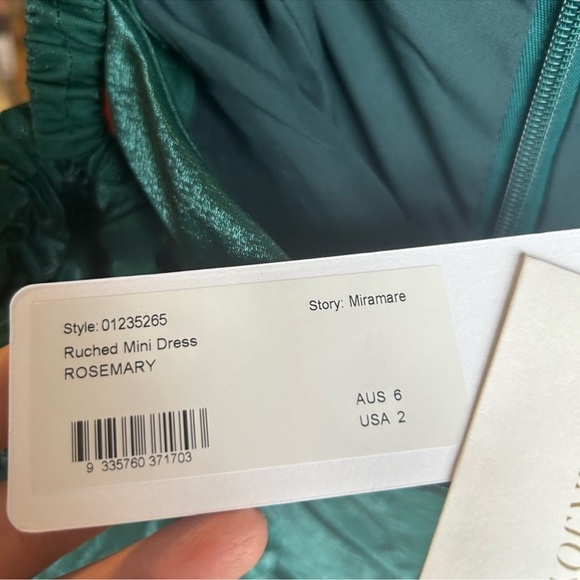 Style: 01235265
Story: Miramare
Ruched Mini Dress
ROSEMARY
AUS 6
USA 2
9 335760 371703